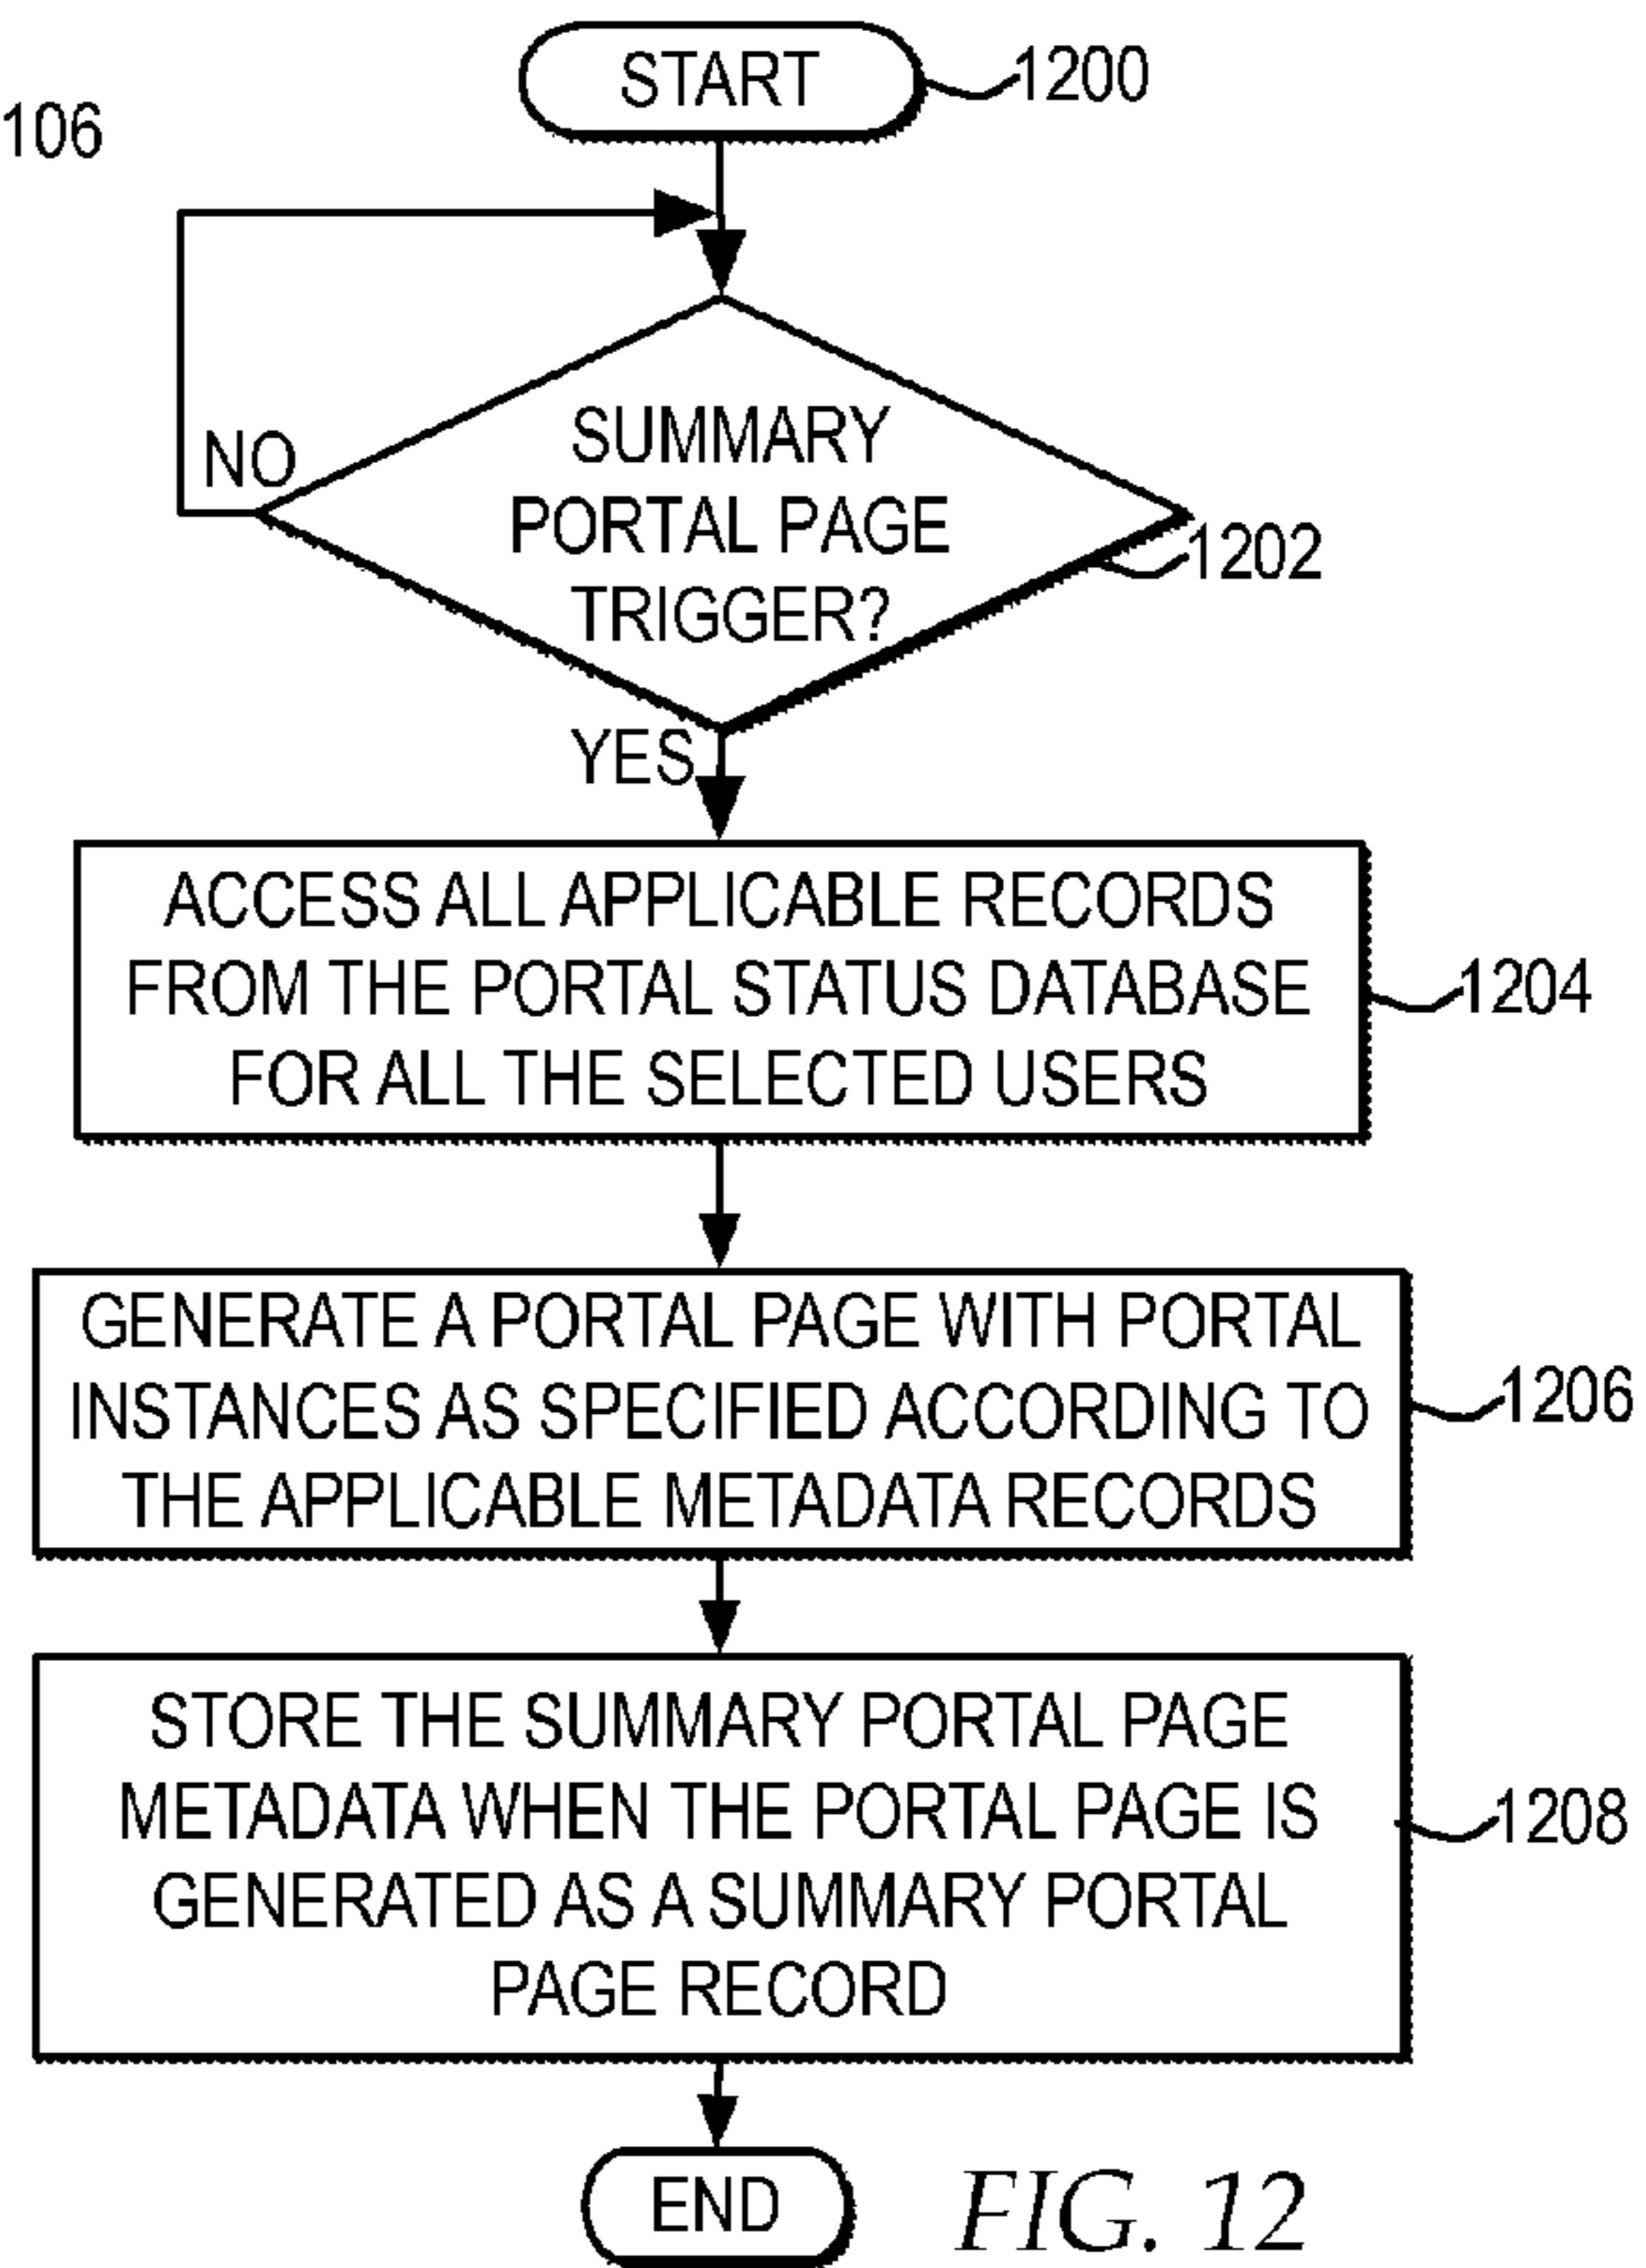 START
1200
106
NO
SUMMARY
PORTAL PAGE
TRIGGER?
1202
YES
ACCESS ALL APPLICABLE RECORDS
FROM THE PORTAL STATUS DATABASE
FOR ALL THE SELECTED USERS
1204
GENERATE A PORTAL PAGE WITH PORTAL
INSTANCES AS SPECIFIED ACCORDING TO
THE APPLICABLE METADATA RECORDS
1206
STORE THE SUMMARY PORTAL PAGE
METADATA WHEN THE PORTAL PAGE IS
GENERATED AS A SUMMARY PORTAL
PAGE RECORD
1208
END
FIG. 12